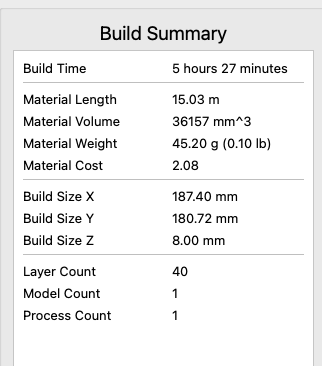 Build Summary
Build Time 5 hours 27 minutes
Material Length 15.03 m
Material Volume 36157 mm^3
Material Weight 45.20 g (0.10 lb)
Material Cost 2.08
Build Size X 187.40 mm
Build Size Y 180.72 mm
Build Size Z 8.00 mm
Layer Count 40
Model Count 1
Process Count 1